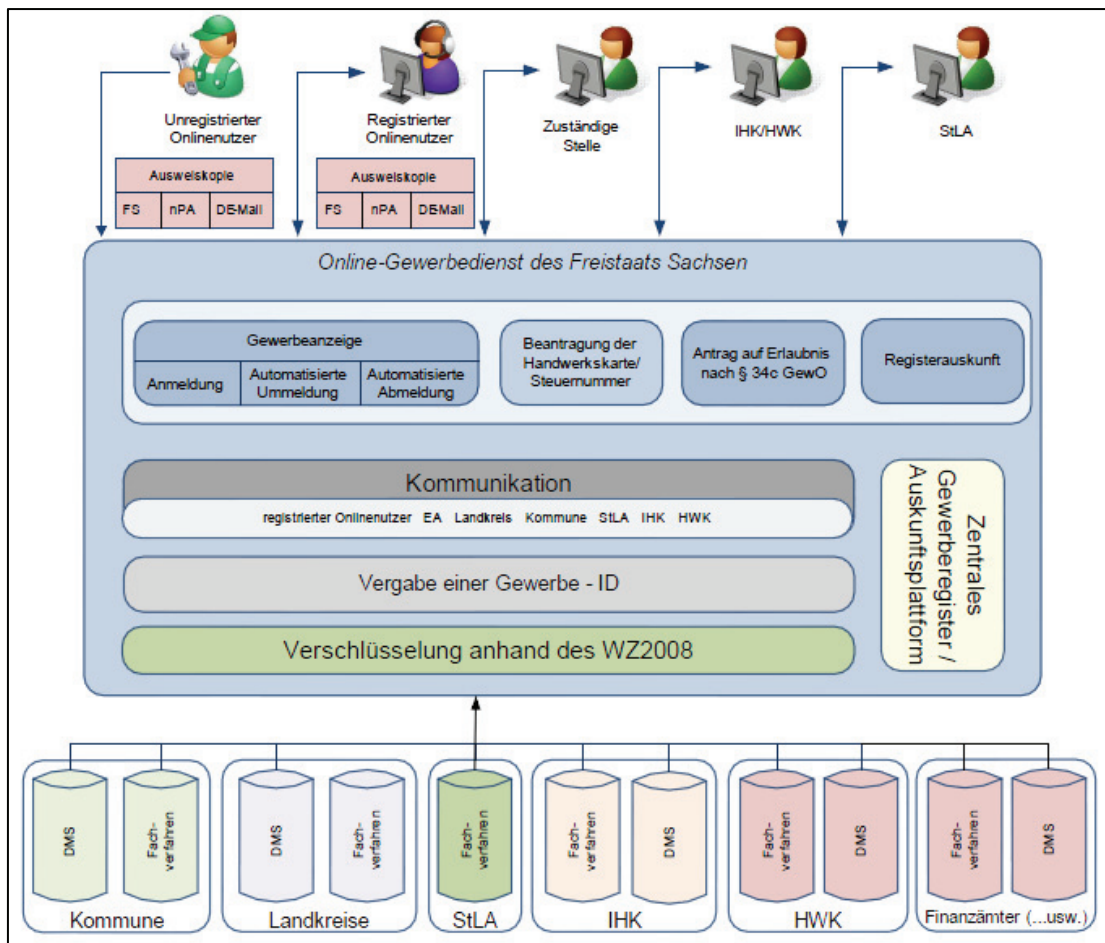 Unregistrierter
Onlinenutzer
Registrierter
Onlinenutzer
Zuständige
Stelle
IHK/HWK
StLA
Ausweiskopie
FS nPA DE-Mail
Ausweiskopie
FS nPA DE-Mail
Online-Gewerbedienst des Freistaats Sachsen
Gewerbeanzeige
Anmeldung
Automatisierte
Ummeldung
Automatisierte
Abmeldung
Beantragung der
Handwerkskarte/
Steuernummer
Antrag auf Erlaubnis
nach § 34c GewO
Registerauskunft
Kommunikation
registrierter Onlinenutzer EA Landkreis Kommune StLA IHK HWK
Vergabe einer Gewerbe - ID
Verschlüsselung anhand des WZ2008
Zentrales
Gewerberegister /
Auskunftsplattform
DMS
Fach-
verfahren
Kommune
DMS
Fach-
verfahren
Landkreise
Fach-
verfahren
StLA
Fach-
verfahren
DMS
IHK
Fach-
verfahren
DMS
HWK
Fach-
verfahren
DMS
Finanzämter (...usw.)